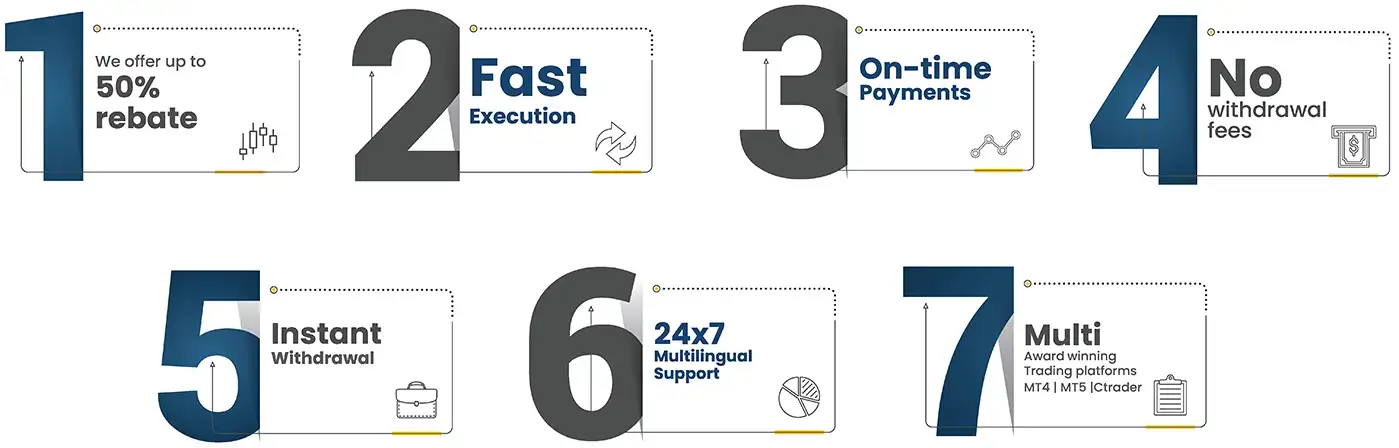 1
We offer up to
50%
rebate
2
Fast
Execution
3
On-time
Payments
4
No
withdrawal
fees
$
5
Instant
Withdrawal
6
24x7
Multilingual
Support
7
Multi
Award winning
Trading platforms
MT4 | MT5 |Ctrader